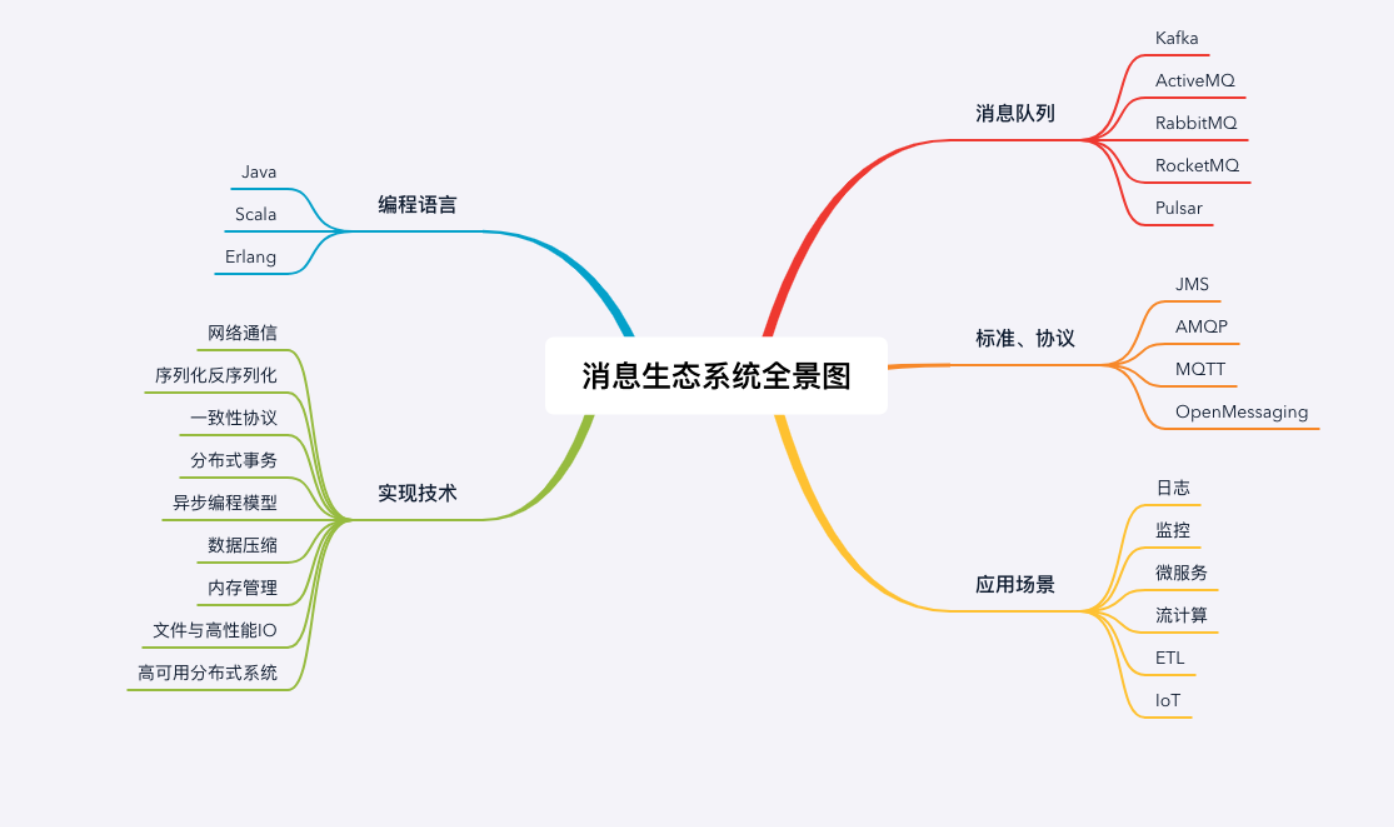 消息生态系统全景图
消息队列
Kafka
ActiveMQ
RabbitMQ
RocketMQ
Pulsar
标准、协议
JMS
AMQP
MQTT
OpenMessaging
应用场景
日志
监控
微服务
流计算
ETL
IoT
编程语言
Java
Scala
Erlang
实现技术
网络通信
序列化反序列化
一致性协议
分布式事务
异步编程模型
数据压缩
内存管理
文件与高性能IO
高可用分布式系统